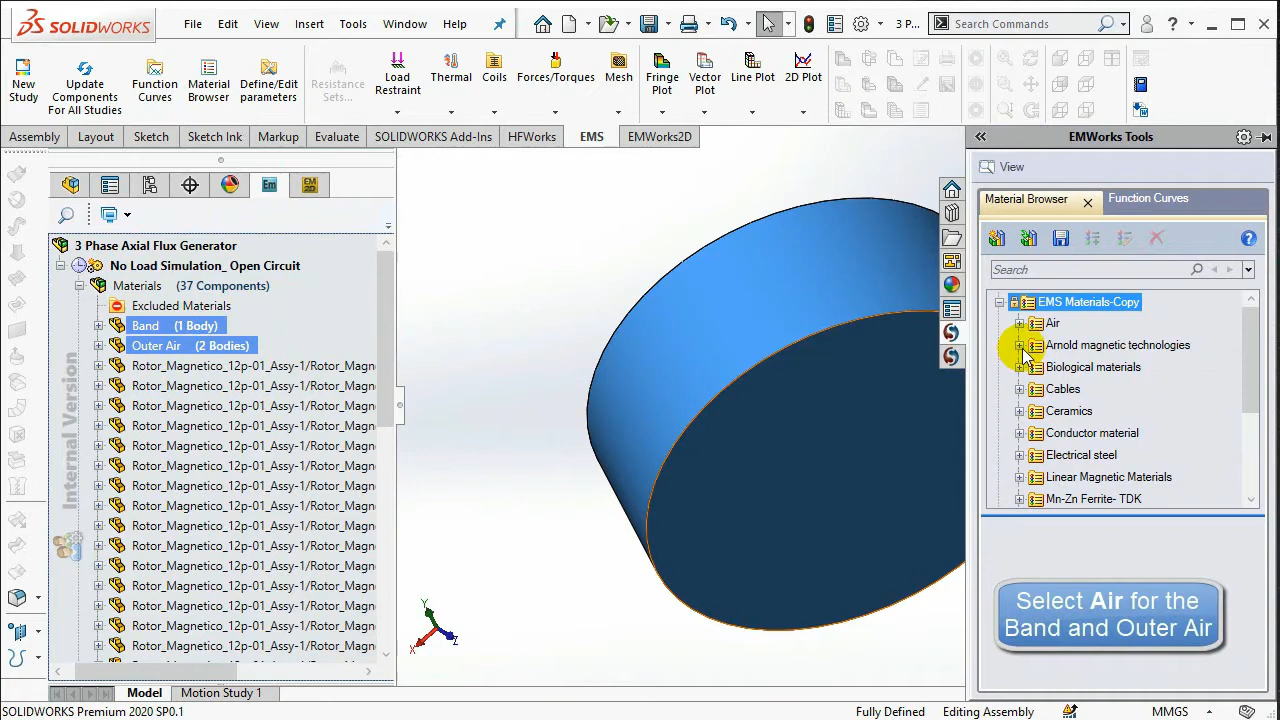 SOLIDWORKS
File Edit View Insert Tools Window Help
3 P...
Search Commands
?
New Study
Update Components For All Studies
Function Curves
Material Browser
Define/Edit parameters
Resistance Sets...
Load Restraint
Thermal
Coils
Forces/Torques
Mesh
Fringe Plot
Vector Plot
Line Plot
2D Plot
Assembly Layout Sketch Sketch Ink Markup Evaluate SOLIDWORKS Add-Ins HFWorks EMS EMWorks2D
EMWorks Tools
View
Material Browser
Function Curves
Search
EMS Materials-Copy
Air
Arnold magnetic technologies
Biological materials
Cables
Ceramics
Conductor material
Electrical steel
Linear Magnetic Materials
Mn-Zn Ferrite- TDK
Em
EM 2D
3 Phase Axial Flux Generator
No Load Simulation_ Open Circuit
Materials (37 Components)
Excluded Materials
Band (1 Body)
Outer Air (2 Bodies)
Rotor_Magnetico_12p-01_Assy-1/Rotor_Magn
Rotor_Magnetico_12p-01_Assy-1/Rotor_Magn
Rotor_Magnetico_12p-01_Assy-1/Rotor_Magn
Rotor_Magnetico_12p-01_Assy-1/Rotor_Magn
Rotor_Magnetico_12p-01_Assy-1/Rotor_Magn
Rotor_Magnetico_12p-01_Assy-1/Rotor_Magn
Rotor_Magnetico_12p-01_Assy-1/Rotor_Magn
Rotor_Magnetico_12p-01_Assy-1/Rotor_Magn
Rotor_Magnetico_12p-01_Assy-1/Rotor_Magn
Rotor_Magnetico_12p-01_Assy-1/Rotor_Magn
Rotor_Magnetico_12p-01_Assy-1/Rotor_Magn
Rotor_Magnetico_12p-01_Assy-1/Rotor_Magn
Rotor_Magnetico_12p-01_Assy-1/Rotor_Magn
Rotor_Magnetico_12p-01_Assy-1/Rotor_Magn
Internal Version
Y
X
Z
Select Air for the
Band and Outer Air
Model Motion Study 1
SOLIDWORKS Premium 2020 SP0.1
Fully Defined
Editing Assembly
MMGS